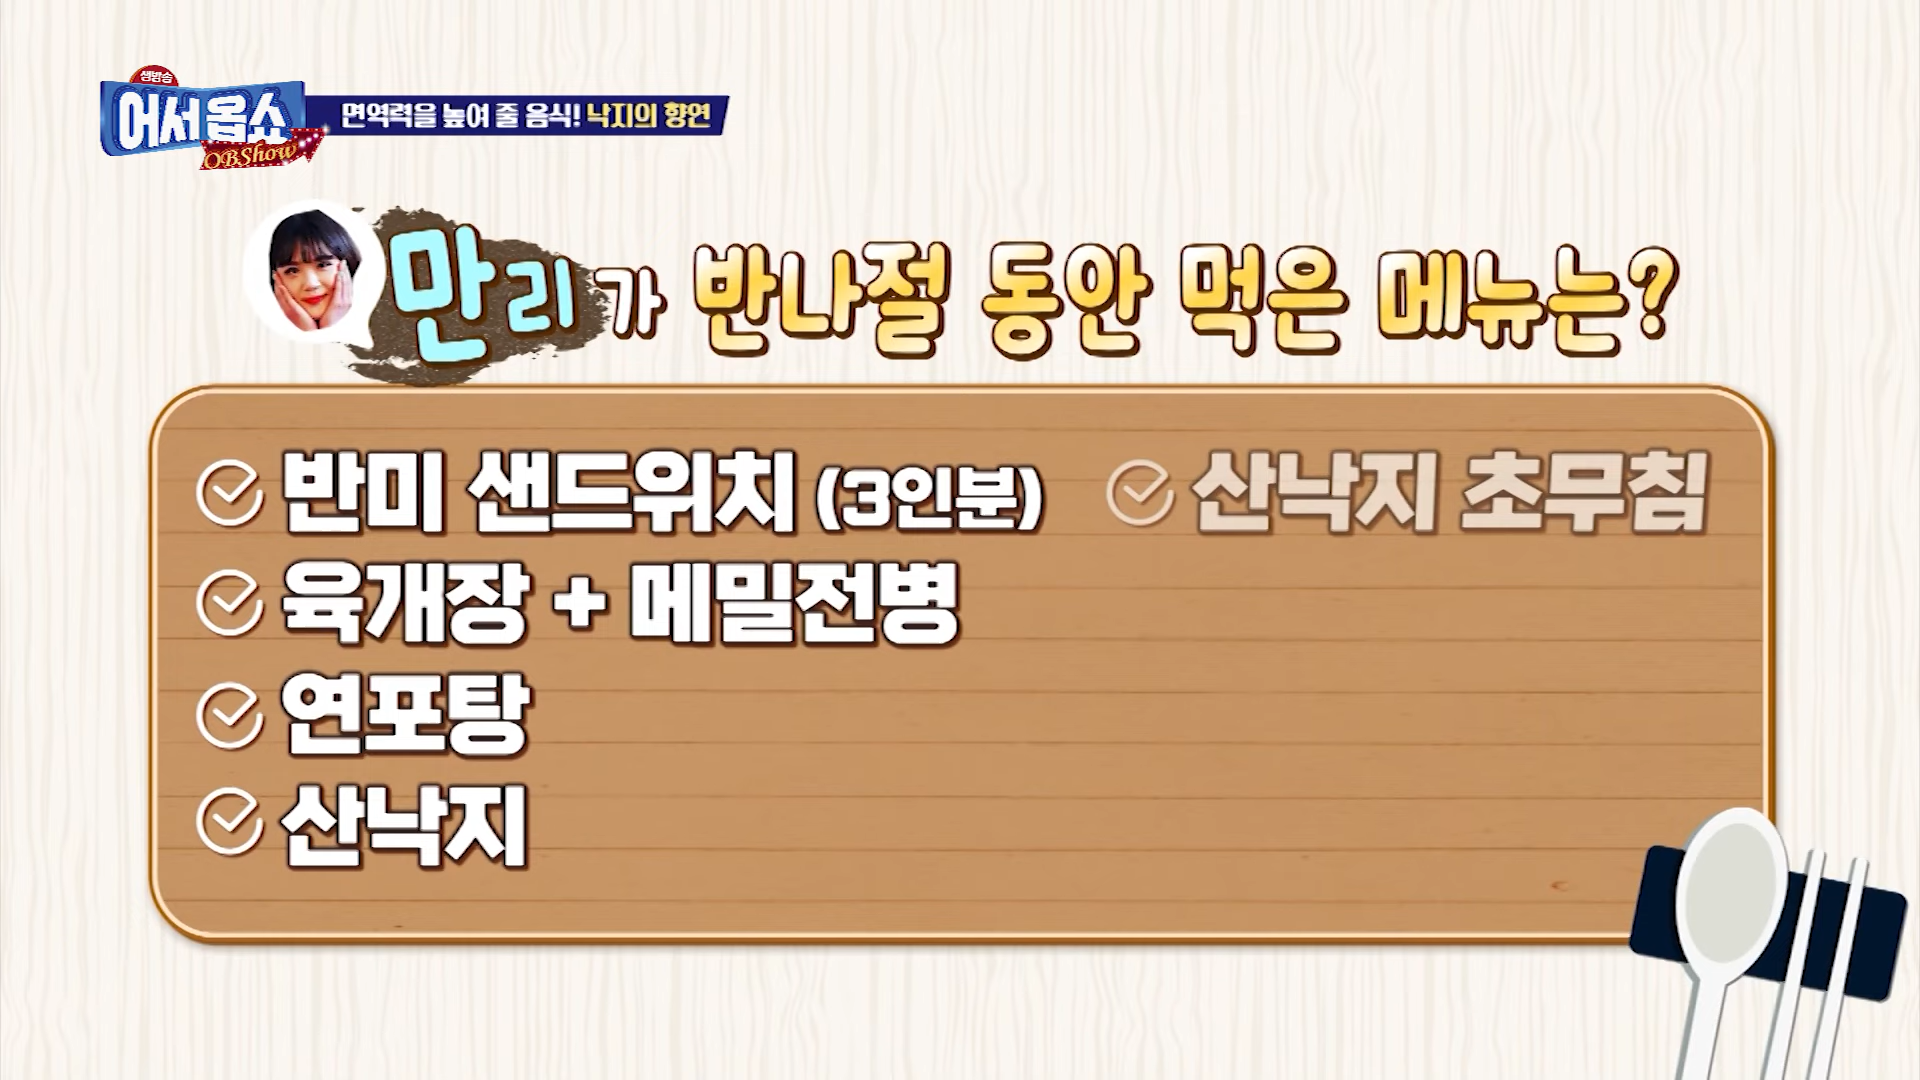 생방송
어서옵쇼
OBShow
면역력을 높여 줄 음식! 낙지의 향연
만리가 반나절 동안 먹은 메뉴는?
반미 샌드위치 (3인분)
육개장 + 메밀전병
연포탕
산낙지
산낙지 초무침